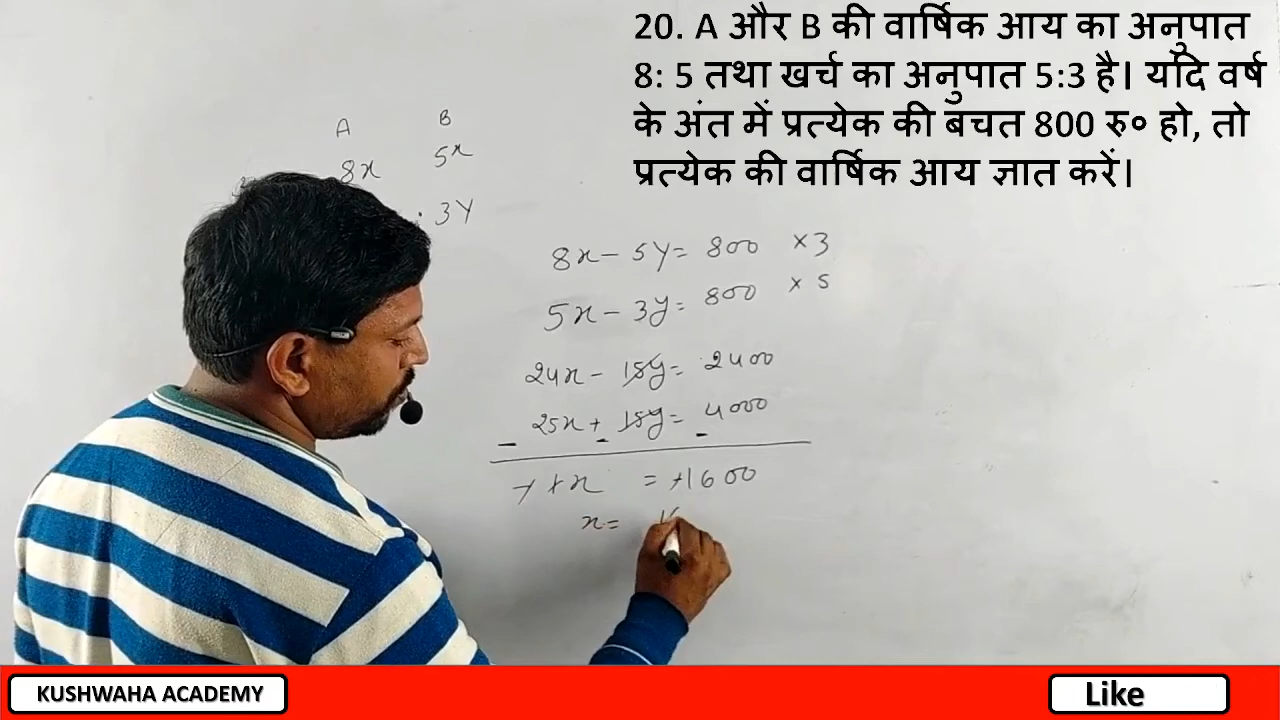 20. A और B की वार्षिक आय का अनुपात
8: 5 तथा खर्च का अनुपात 5:3 है। यदि वर्ष
के अंत में प्रत्येक की बचत 800 रु॰ हो, तो
प्रत्येक की वार्षिक आय ज्ञात करें।
A B
8x 5x
3y
8x - 5y = 800 ×3
5x - 3y = 800 × 5
24x - 15y = 2400
25x + 15y = 4000
- - -
= 1600
x =
KUSHWAHA ACADEMY
Like